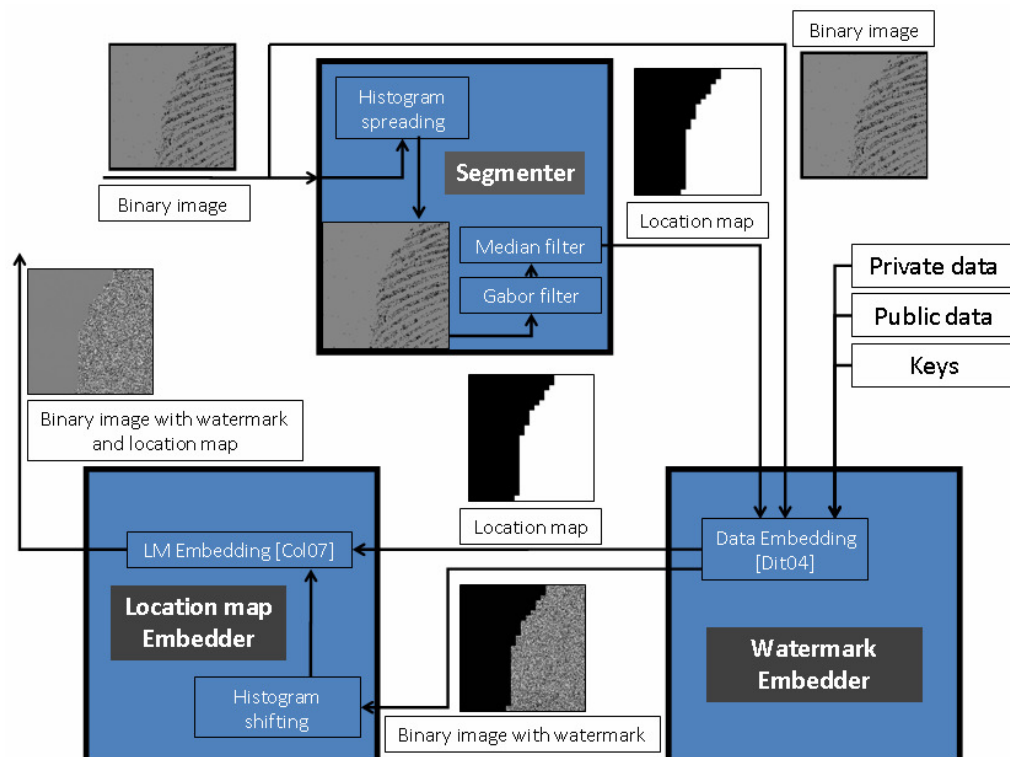 Binary image
Histogram
spreading
Segmenter
Binary image
Location map
Median filter
Gabor filter
Private data
Public data
Keys
Binary image with watermark
and location map
Location map
LM Embedding [Col07]
Data Embedding
[Dit04]
Location map
Embedder
Watermark
Embedder
Histogram
shifting
Binary image with watermark